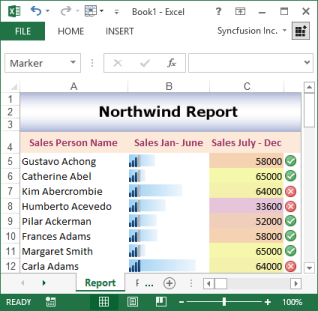 Book1 - Excel
FILE HOME INSERT Syncfusion Inc.
Marker fx
A B C
1
2 Northwind Report
3
4 Sales Person Name Sales Jan- June Sales July - Dec
5 Gustavo Achong 58000
6 Catherine Abel 65000
7 Kim Abercrombie 64000
8 Humberto Acevedo 33600
9 Pilar Ackerman 52000
10 Frances Adams 58000
11 Margaret Smith 65000
12 Carla Adams 64000
Report ...
READY 100%